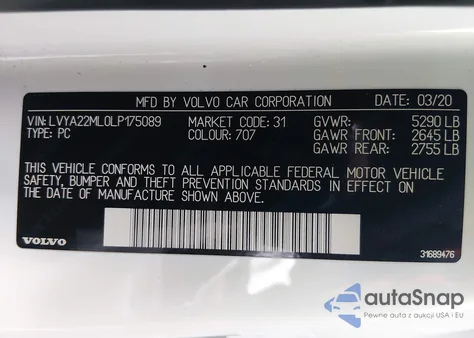 MFD BY VOLVO CAR CORPORATION DATE: 03/20
VIN: LVYA22ML0LP175089 MARKET CODE: 31 GVWR: 5290 LB
TYPE: PC COLOUR: 707 GAWR FRONT: 2645 LB
GAWR REAR: 2755 LB
THIS VEHICLE CONFORMS TO ALL APPLICABLE FEDERAL MOTOR VEHICLE
SAFETY, BUMPER AND THEFT PREVENTION STANDARDS IN EFFECT ON
THE DATE OF MANUFACTURE SHOWN ABOVE.
VOLVO 31689476
autoSnap
Pewne auta z aukcji USA i EU